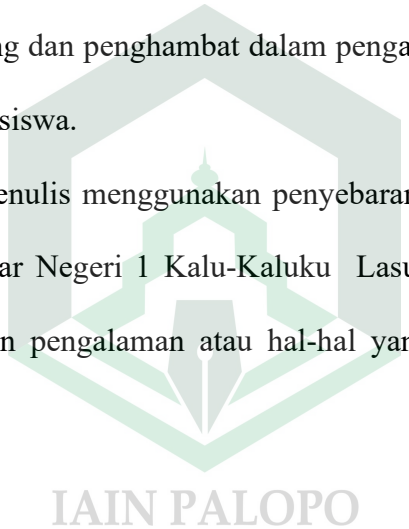 ng dan penghambat dalam penga
siswa.
enulis menggunakan penyebaran
ar Negeri 1 Kalu-Kaluku Lasu
n pengalaman atau hal-hal yan
IAIN PALOPO